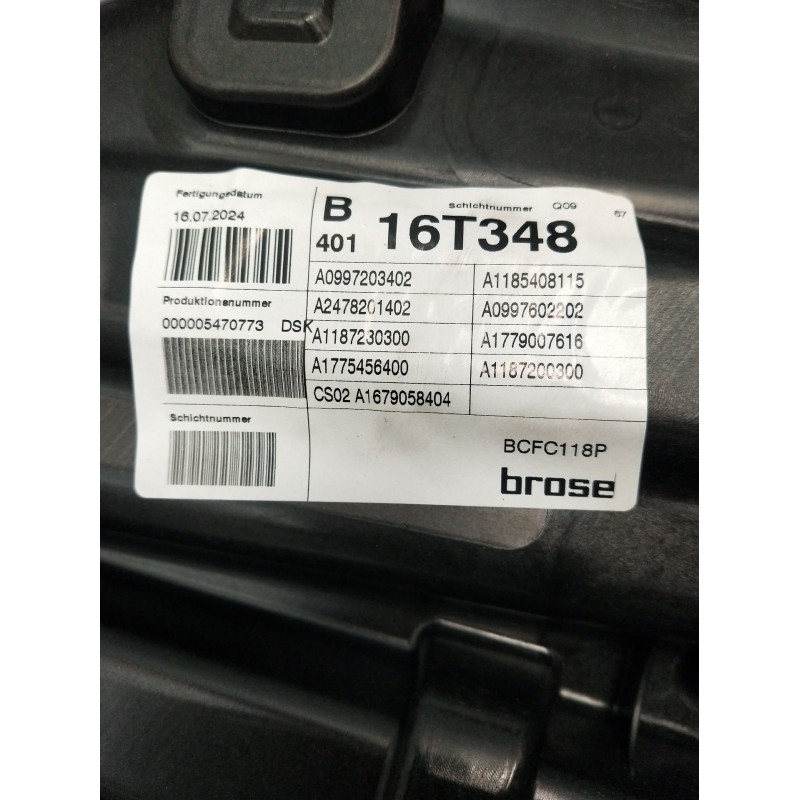 Fertigungsdatum
16.07.2024
B
401
Schichtnummer Q09 67
16T348
A0997203402 A1185408115
A2478201402 A0997602202
A1187230300 A1779007616
A1775456400 A1187200300
CS02 A1679058404
Produktionsnummer
000005470773 DSK
Schichtnummer
BCFC118P
brose